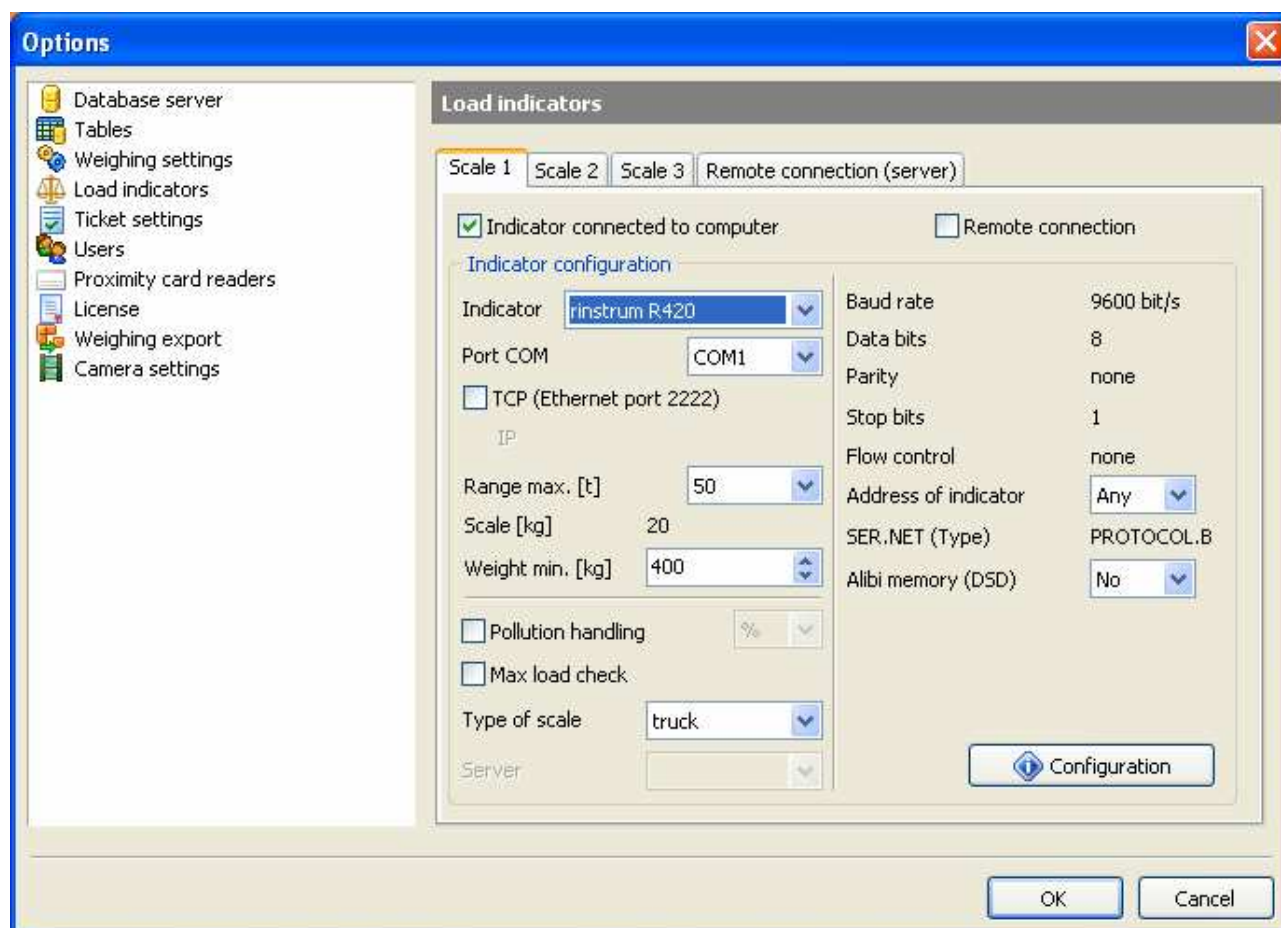 Options
Database server
Tables
Weighing settings
Load indicators
Ticket settings
Users
Proximity card readers
License
Weighing export
Camera settings
Load indicators
Scale 1
Scale 2
Scale 3
Remote connection (server)
Indicator connected to computer
Remote connection
Indicator configuration
Indicator
rinstrum R420
Port COM
COM1
TCP (Ethernet port 2222)
IP
Range max. [t]
50
Scale [kg]
20
Weight min. [kg]
400
Pollution handling
%
Max load check
Type of scale
truck
Server
Baud rate
9600 bit/s
Data bits
8
Parity
none
Stop bits
1
Flow control
none
Address of indicator
Any
SER.NET (Type)
PROTOCOL.B
Alibi memory (DSD)
No
Configuration
OK
Cancel